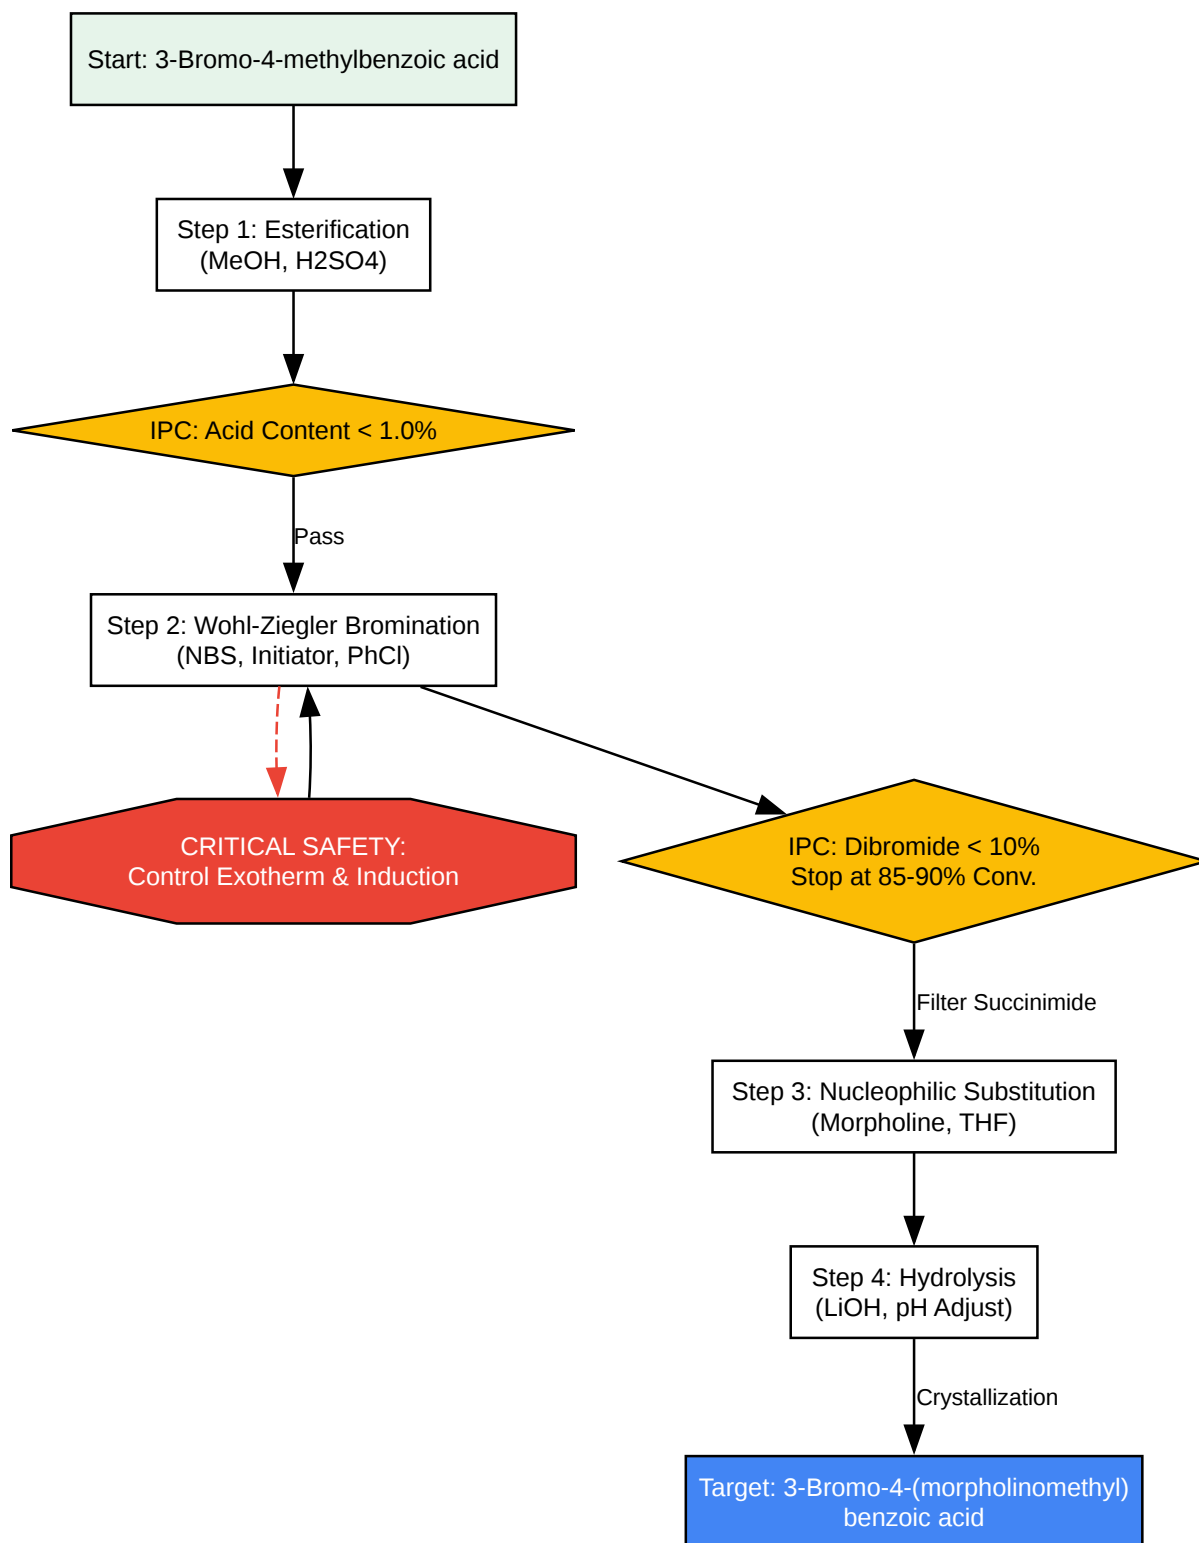 Start: 3-Bromo-4-methylbenzoic acid
Step 1: Esterification
(MeOH, H2SO4)
IPC: Acid Content < 1.0%
Pass
Step 2: Wohl-Ziegler Bromination
(NBS, Initiator, PhCl)
CRITICAL SAFETY:
Control Exotherm & Induction
IPC: Dibromide < 10%
Stop at 85-90% Conv.
Filter Succinimide
Step 3: Nucleophilic Substitution
(Morpholine, THF)
Step 4: Hydrolysis
(LiOH, pH Adjust)
Crystallization
Target: 3-Bromo-4-(morpholinomethyl)
benzoic acid